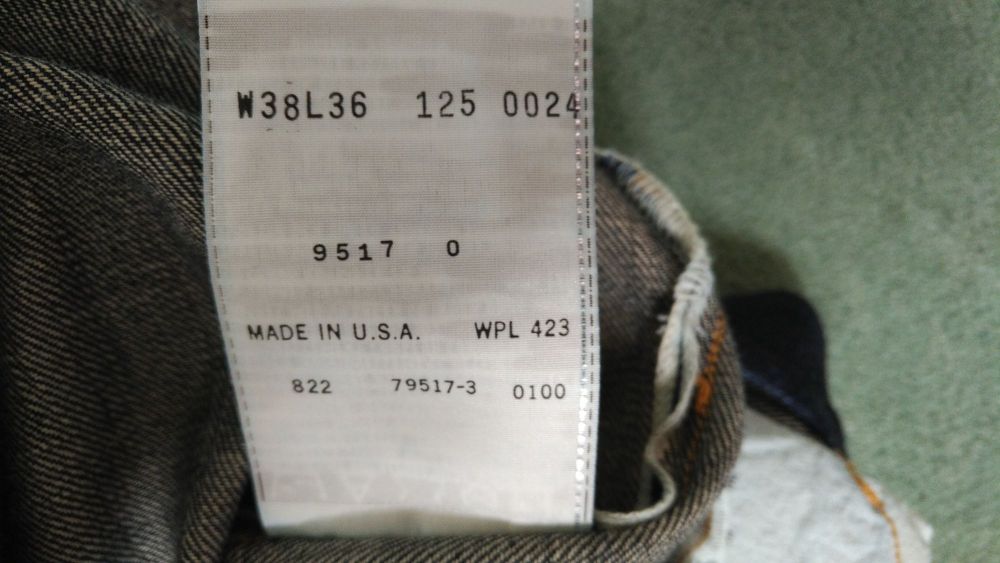 W38L36 125 0024
9517 0
MADE IN U.S.A. WPL 423
822 79517-3 0100